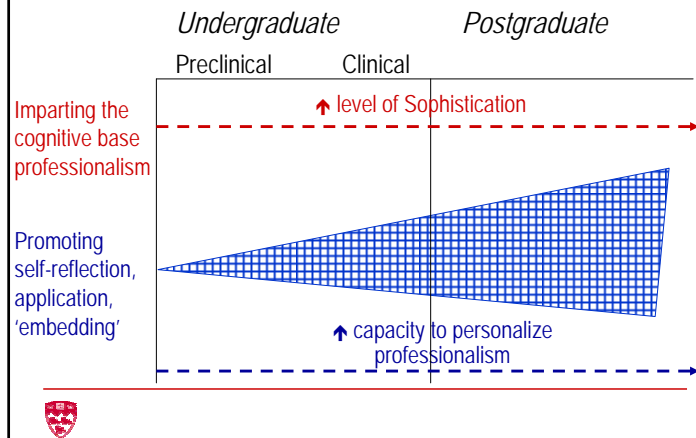 Undergraduate Postgraduate
Preclinical Clinical
Imparting the
cognitive base
professionalism
↑ level of Sophistication
Promoting
self-reflection,
application,
‘embedding’
↑ capacity to personalize
professionalism